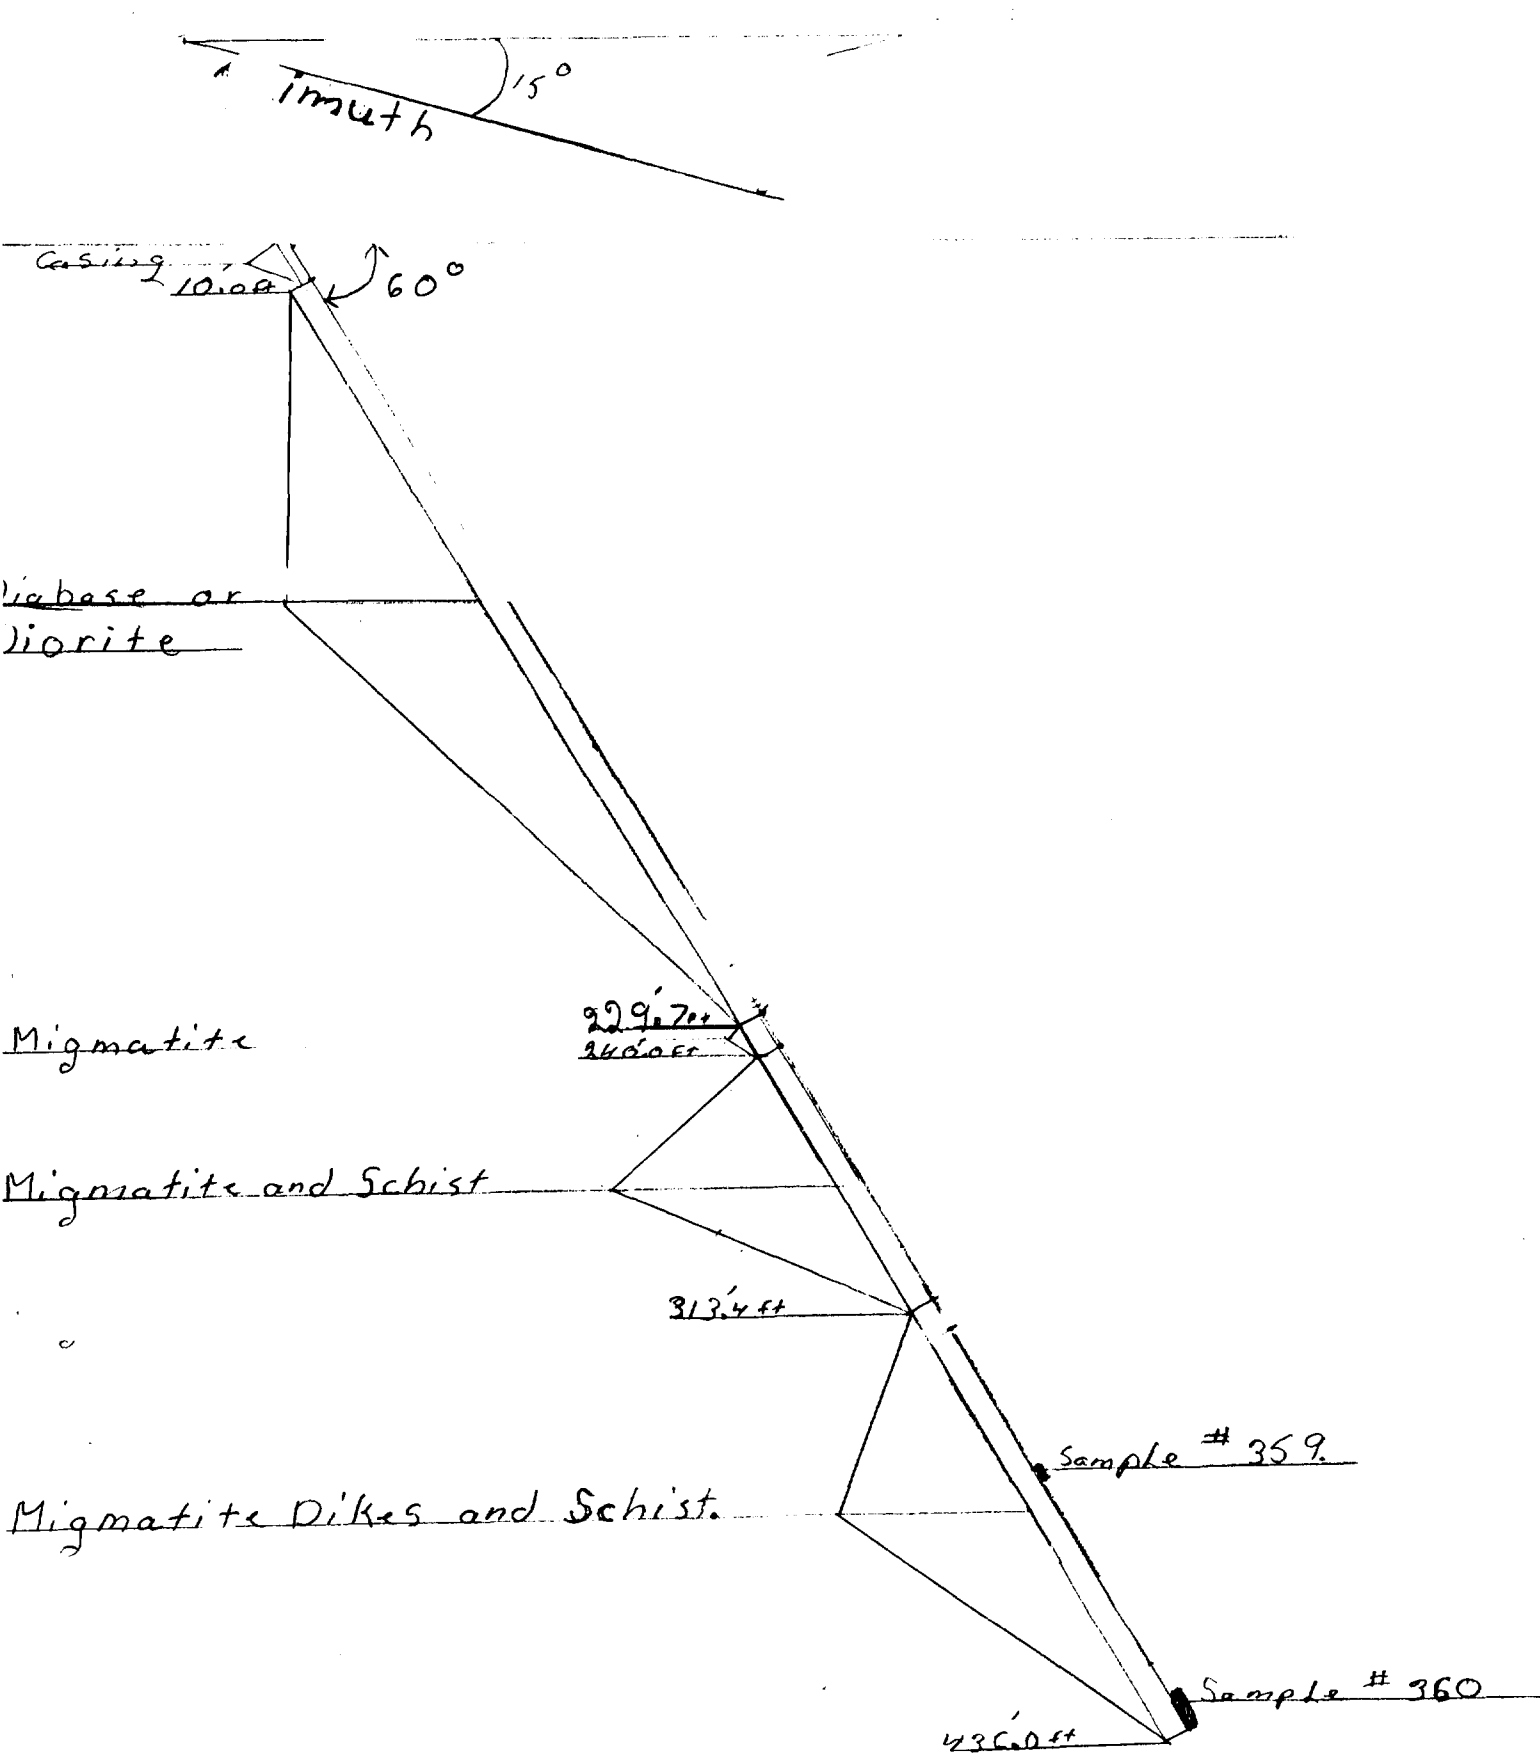 15°
imuth
Casing
10.0ft
60°
iabase or
iorite
229.7ft
Migmatite
240.0ft
Migmatite and Schist
313.4ft
Sample # 359.
Migmatite Dikes and Schist.
Sample # 360
436.0ft